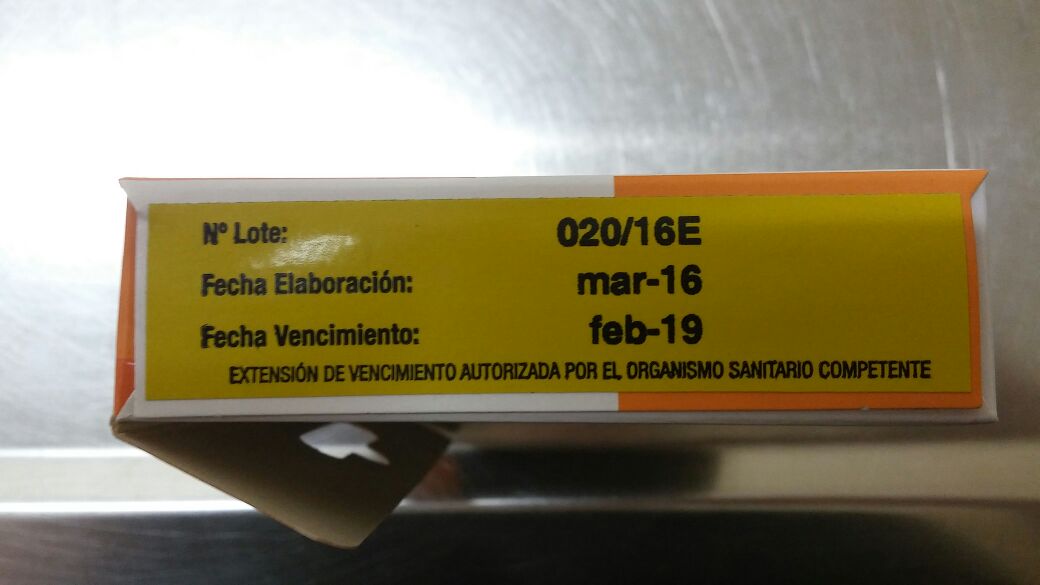 Nº Lote: 020/16E
Fecha Elaboración: mar-16
Fecha Vencimiento: feb-19
EXTENSIÓN DE VENCIMIENTO AUTORIZADA POR EL ORGANISMO SANITARIO COMPETENTE